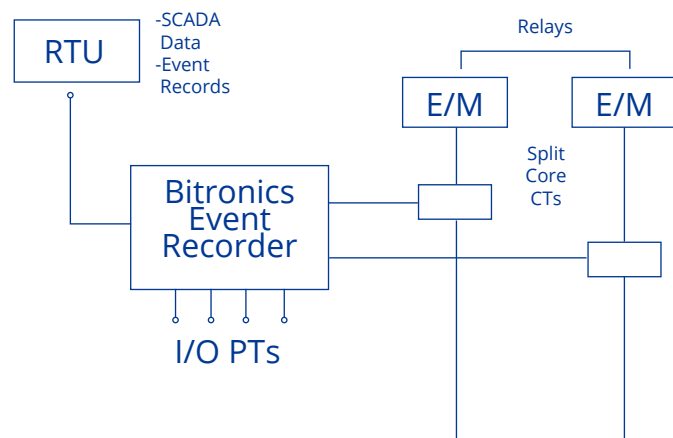 RTU
-SCADA
Data
-Event
Records
Relays
E/M
E/M
Split
Core
CTs
Bitronics
Event
Recorder
I/O PTs